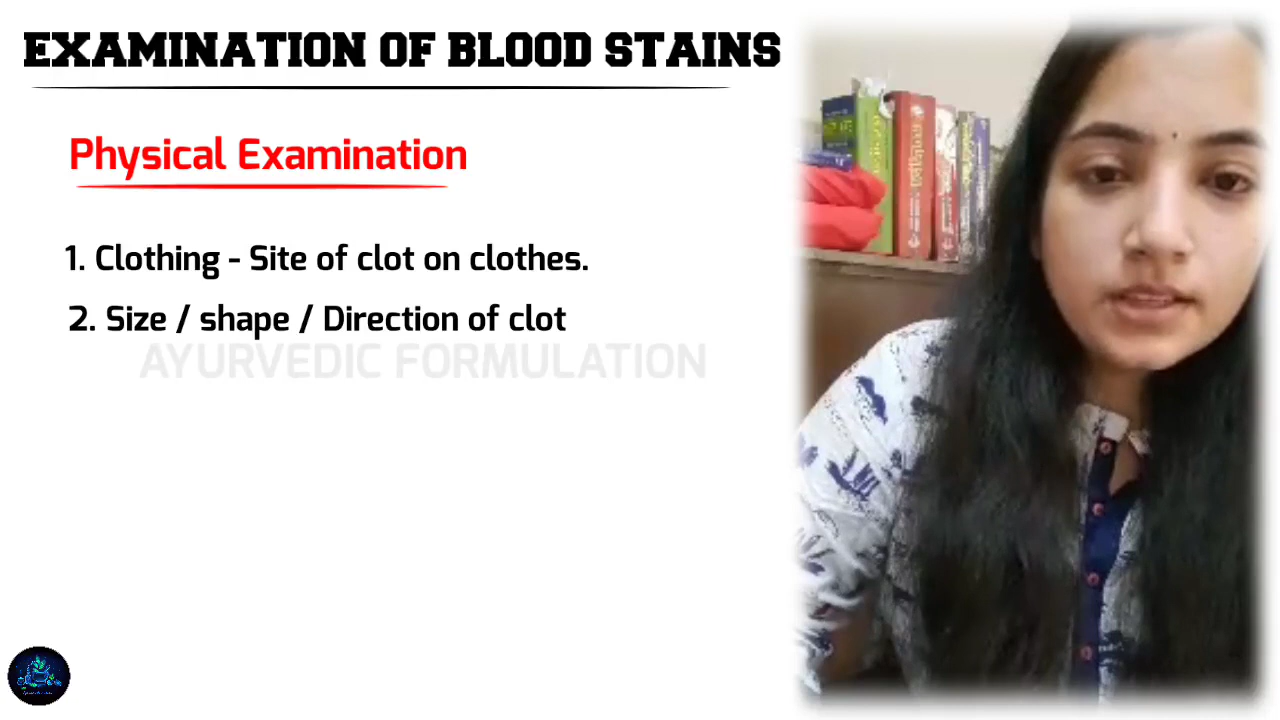 EXAMINATION OF BLOOD STAINS
Physical Examination
1. Clothing - Site of clot on clothes.
2. Size / shape / Direction of clot
AYURVEDIC FORMULATION